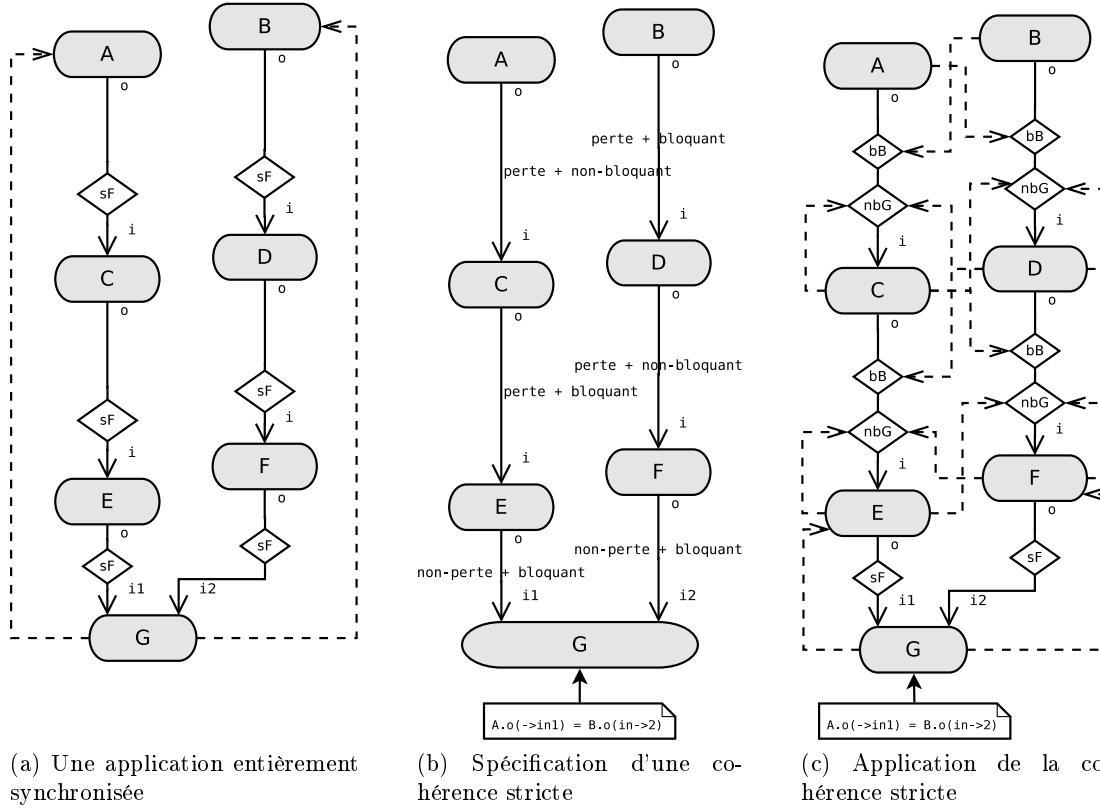 A
o
B
o
sF
i
sF
i
C
o
D
o
sF
i
sF
i
E
o
F
o
sF
i1
sF
i2
G
(a) Une application entièrement
synchronisée
A
o
B
o
perte + bloquant
perte + non-bloquant
i
i
C
o
D
o
perte + non-bloquant
perte + bloquant
i
i
E
o
F
o
non-perte + bloquant
non-perte + bloquant
i1
i2
G
A.o(->in1) = B.o(in->2)
(b) Spécification d'une co-
hérence stricte
A
o
B
o
bB
bB
nbG
nbG
i
i
C
o
D
o
bB
bB
nbG
nbG
i
i
E
o
F
o
sF
sF
i1
i2
G
A.o(->in1) = B.o(in->2)
(c) Application de la co
hérence stricte